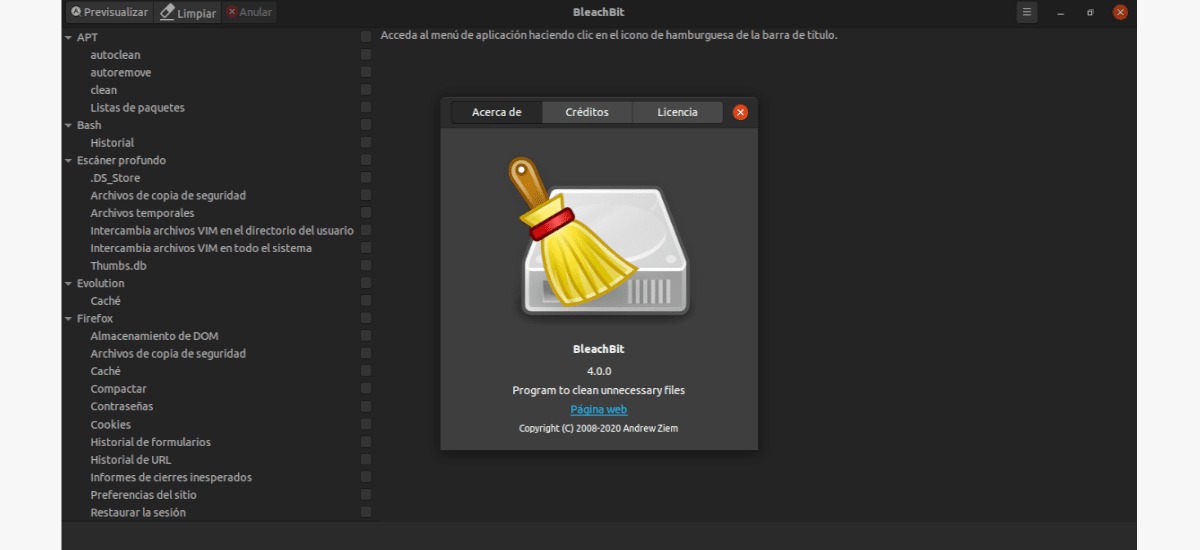 Previsualizar Limpiar Anular BleachBit
APT
autoclean
autoremove
clean
Listas de paquetes
Bash
Historial
Escáner profundo
.DS_Store
Archivos de copia de seguridad
Archivos temporales
Intercambia archivos VIM en el directorio del usuario
Intercambia archivos VIM en todo el sistema
Thumbs.db
Evolution
Caché
Firefox
Almacenamiento de DOM
Archivos de copia de seguridad
Caché
Compactar
Contraseñas
Cookies
Historial de formularios
Historial de URL
Informes de cierres inesperados
Preferencias del sitio
Restaurar la sesión
Acceda al menú de aplicación haciendo clic en el icono de hamburguesa de la barra de título.
Acerca de Créditos Licencia
BleachBit
4.0.0
Program to clean unnecessary files
Página web
Copyright (C) 2008-2020 Andrew Ziem